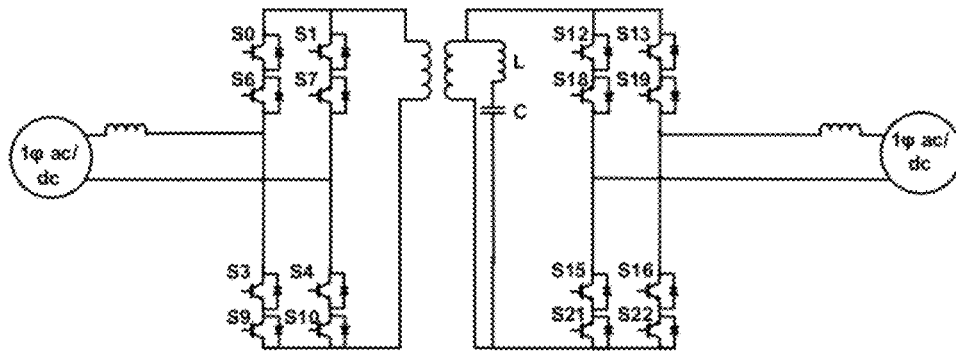 S0 S1 S12 S13
L
S6 S7 S18 S19
C
1φ ac/
dc
1φ ac/
dc
S3 S4 S15 S16
S9 S10 S21 S22